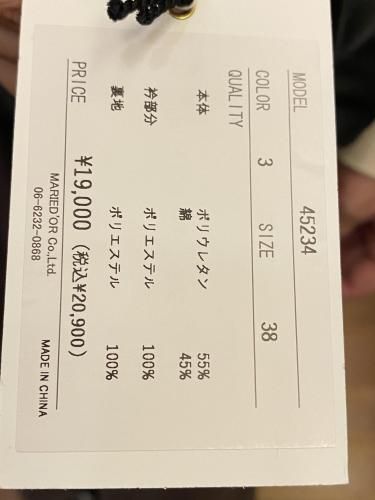 MODEL 45234
COLOR 3 SIZE 38
QUALITY
本体 ポリウレタン 55%
綿 45%
衿部分 ポリエステル 100%
裏地 ポリエステル 100%
PRICE ¥19,000 (税込¥20,900)
MARIED'OR Co.,Ltd.
06-6232-0868
MADE IN CHINA